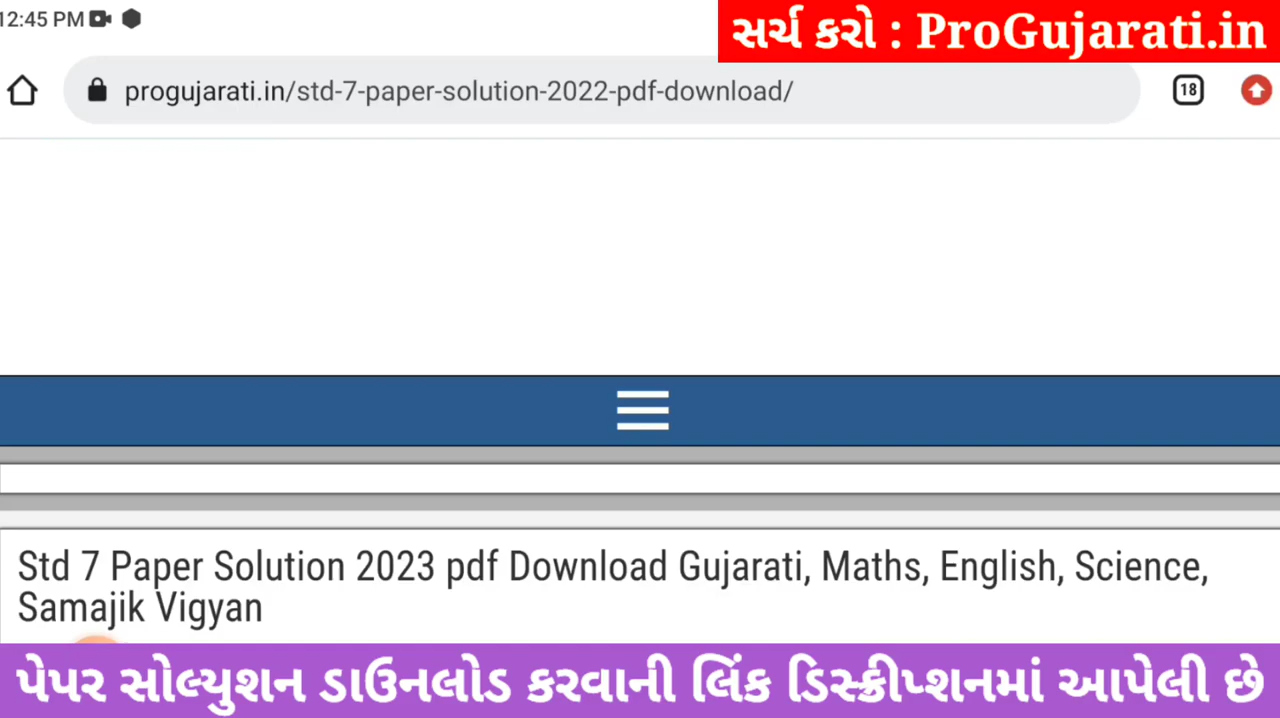 12:45 PM
સર્ચ કરો : ProGujarati.in
progujarati.in/std-7-paper-solution-2022-pdf-download/
18
Std 7 Paper Solution 2023 pdf Download Gujarati, Maths, English, Science,
Samajik Vigyan
પેપર સોલ્યુશન ડાઉનલોડ કરવાની લિંક ડિસ્ક્રીપ્શનમાં આપેલી છે